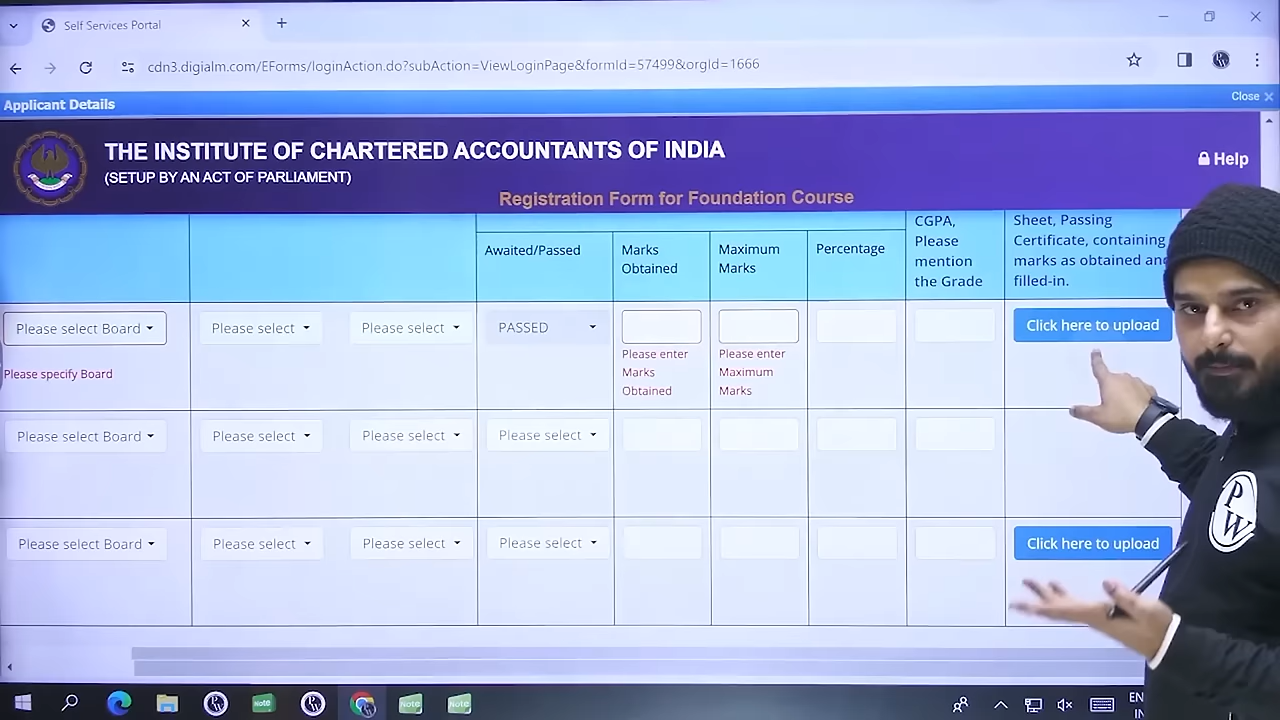 Self Services Portal
cdn3.digialm.com/EForms/loginAction.do?subAction=ViewLoginPage&formId=57499&orgId=1666
Applicant Details
Close
THE INSTITUTE OF CHARTERED ACCOUNTANTS OF INDIA
(SETUP BY AN ACT OF PARLIAMENT)
Help
Registration Form for Foundation Course
Awaited/Passed
Marks
Obtained
Maximum
Marks
Percentage
CGPA,
Please
mention
the Grade
Sheet, Passing
Certificate, containing
marks as obtained and
filled-in.
Please select Board
Please select
Please select
PASSED
Click here to upload
Please specify Board
Please enter
Marks
Obtained
Please enter
Maximum
Marks
Please select Board
Please select
Please select
Please select
Please select Board
Please select
Please select
Please select
Click here to upload
PW
Note
Note
Note
EN
IN